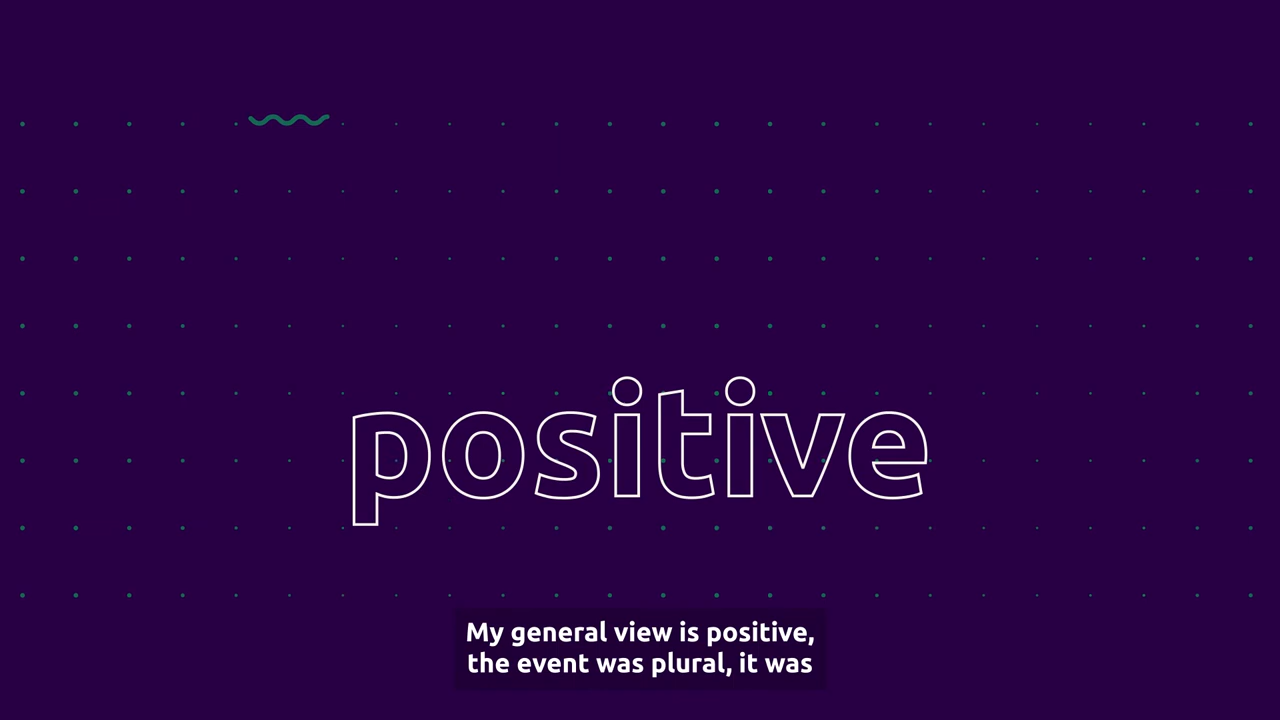 positive
My general view is positive,
the event was plural, it was